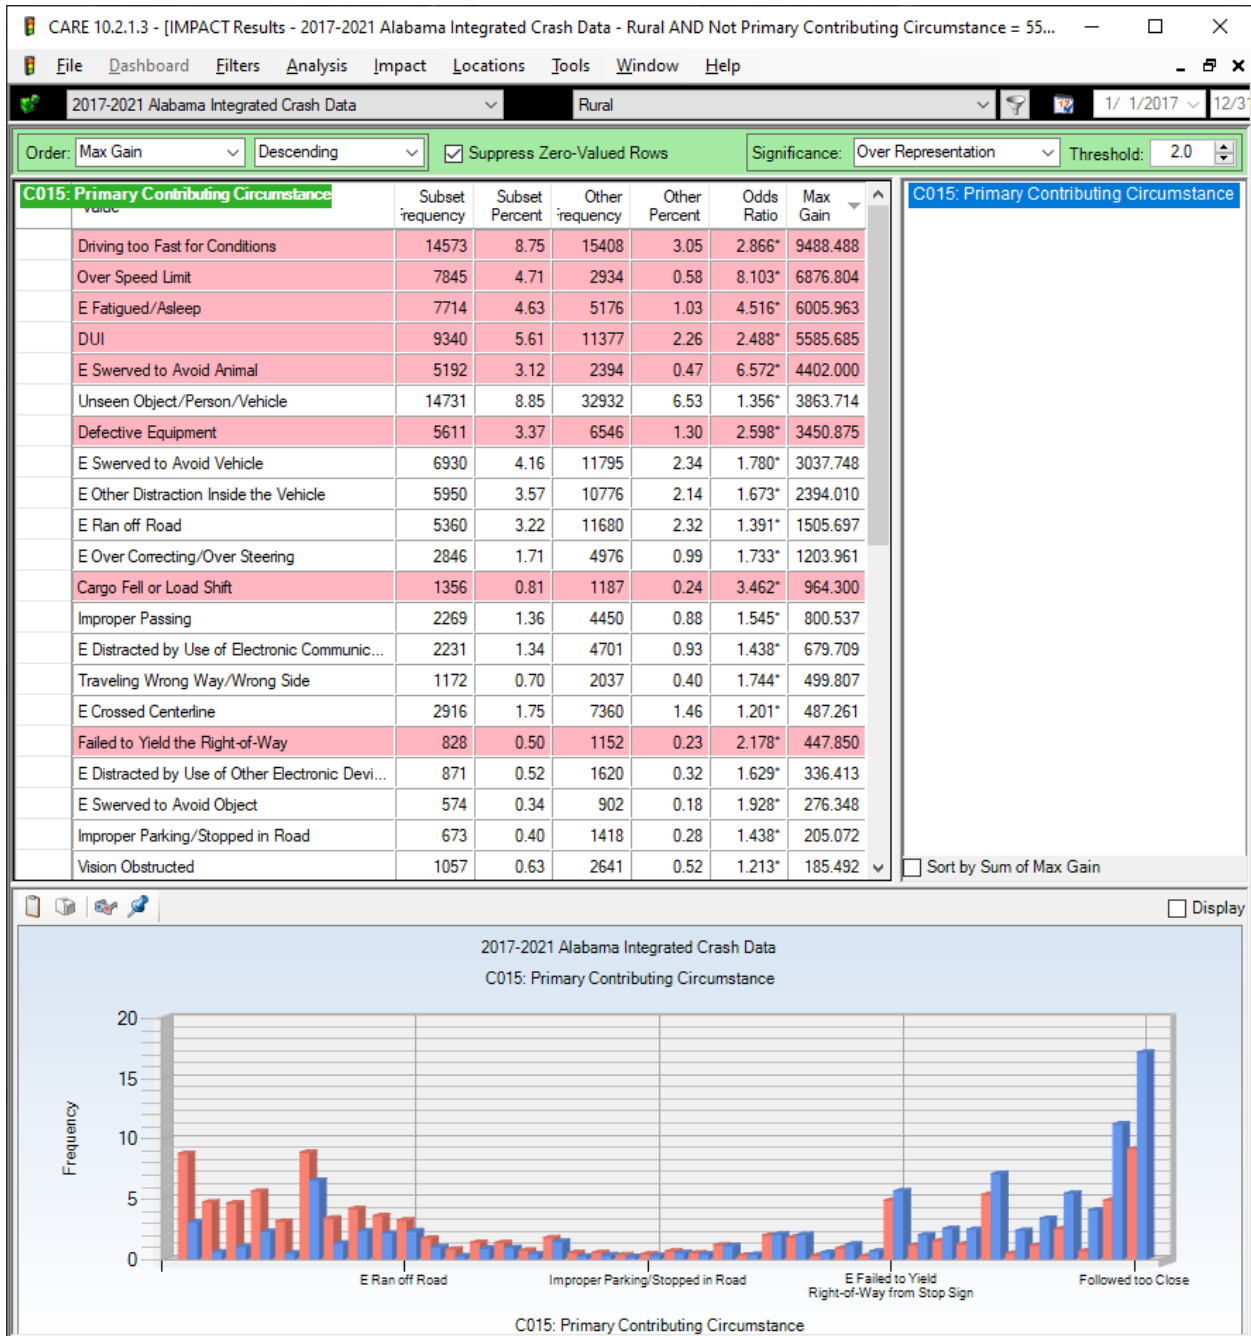 CARE 10.2.1.3 - [IMPACT Results - 2017-2021 Alabama Integrated Crash Data - Rural AND Not Primary Contributing Circumstance = 55...
File Dashboard Filters Analysis Impact Locations Tools Window Help
2017-2021 Alabama Integrated Crash Data Rural 1/ 1/2017 12/31
Order: Max Gain Descending Suppress Zero-Valued Rows Significance: Over Representation Threshold: 2.0
C015: Primary Contributing Circumstance Subset Frequency Subset Percent Other Frequency Other Percent Odds Ratio Max Gain
C015: Primary Contributing Circumstance
Driving too Fast for Conditions 14573 8.75 15408 3.05 2.866* 9488.488
Over Speed Limit 7845 4.71 2934 0.58 8.103* 6876.804
E Fatigued/Asleep 7714 4.63 5176 1.03 4.516* 6005.963
DUI 9340 5.61 11377 2.26 2.488* 5585.685
E Swerved to Avoid Animal 5192 3.12 2394 0.47 6.572* 4402.000
Unseen Object/Person/Vehicle 14731 8.85 32932 6.53 1.356* 3863.714
Defective Equipment 5611 3.37 6546 1.30 2.598* 3450.875
E Swerved to Avoid Vehicle 6930 4.16 11795 2.34 1.780* 3037.748
E Other Distraction Inside the Vehicle 5950 3.57 10776 2.14 1.673* 2394.010
E Ran off Road 5360 3.22 11680 2.32 1.391* 1505.697
E Over Correcting/Over Steering 2846 1.71 4976 0.99 1.733* 1203.961
Cargo Fell or Load Shift 1356 0.81 1187 0.24 3.462* 964.300
Improper Passing 2269 1.36 4450 0.88 1.545* 800.537
E Distracted by Use of Electronic Communic... 2231 1.34 4701 0.93 1.438* 679.709
Traveling Wrong Way/Wrong Side 1172 0.70 2037 0.40 1.744* 499.807
E Crossed Centerline 2916 1.75 7360 1.46 1.201* 487.261
Failed to Yield the Right-of-Way 828 0.50 1152 0.23 2.178* 447.850
E Distracted by Use of Other Electronic Devi... 871 0.52 1620 0.32 1.629* 336.413
E Swerved to Avoid Object 574 0.34 902 0.18 1.928* 276.348
Improper Parking/Stopped in Road 673 0.40 1418 0.28 1.438* 205.072
Vision Obstructed 1057 0.63 2641 0.52 1.213* 185.492
Sort by Sum of Max Gain
Display
2017-2021 Alabama Integrated Crash Data
C015: Primary Contributing Circumstance
20
15
10
5
0
Frequency
E Ran off Road
Improper Parking/Stopped in Road
E Failed to Yield
Right-of-Way from Stop Sign
Followed too Close
C015: Primary Contributing Circumstance